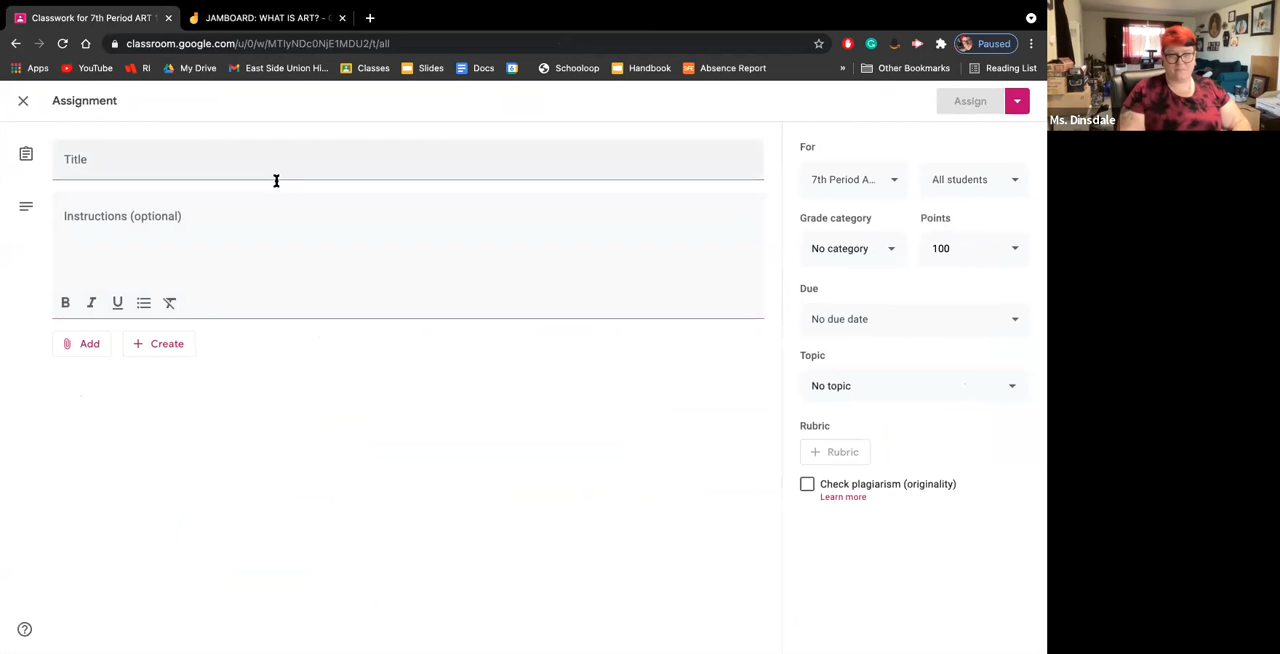 Classwork for 7th Period ART
JAMBOARD: WHAT IS ART? -
classroom.google.com/u/0/w/MTIyNDc0NjE1MDU2/t/all
Paused
Apps
YouTube
RI
My Drive
East Side Union Hi...
Classes
Slides
Docs
Schooloop
Handbook
Absence Report
»
Other Bookmarks
Reading List
Ms. Dinsdale
Assignment
Assign
Title
Instructions (optional)
B I U
Add
Create
For
7th Period A...
All students
Grade category
Points
No category
100
Due
No due date
Topic
No topic
Rubric
+ Rubric
Check plagiarism (originality)
Learn more